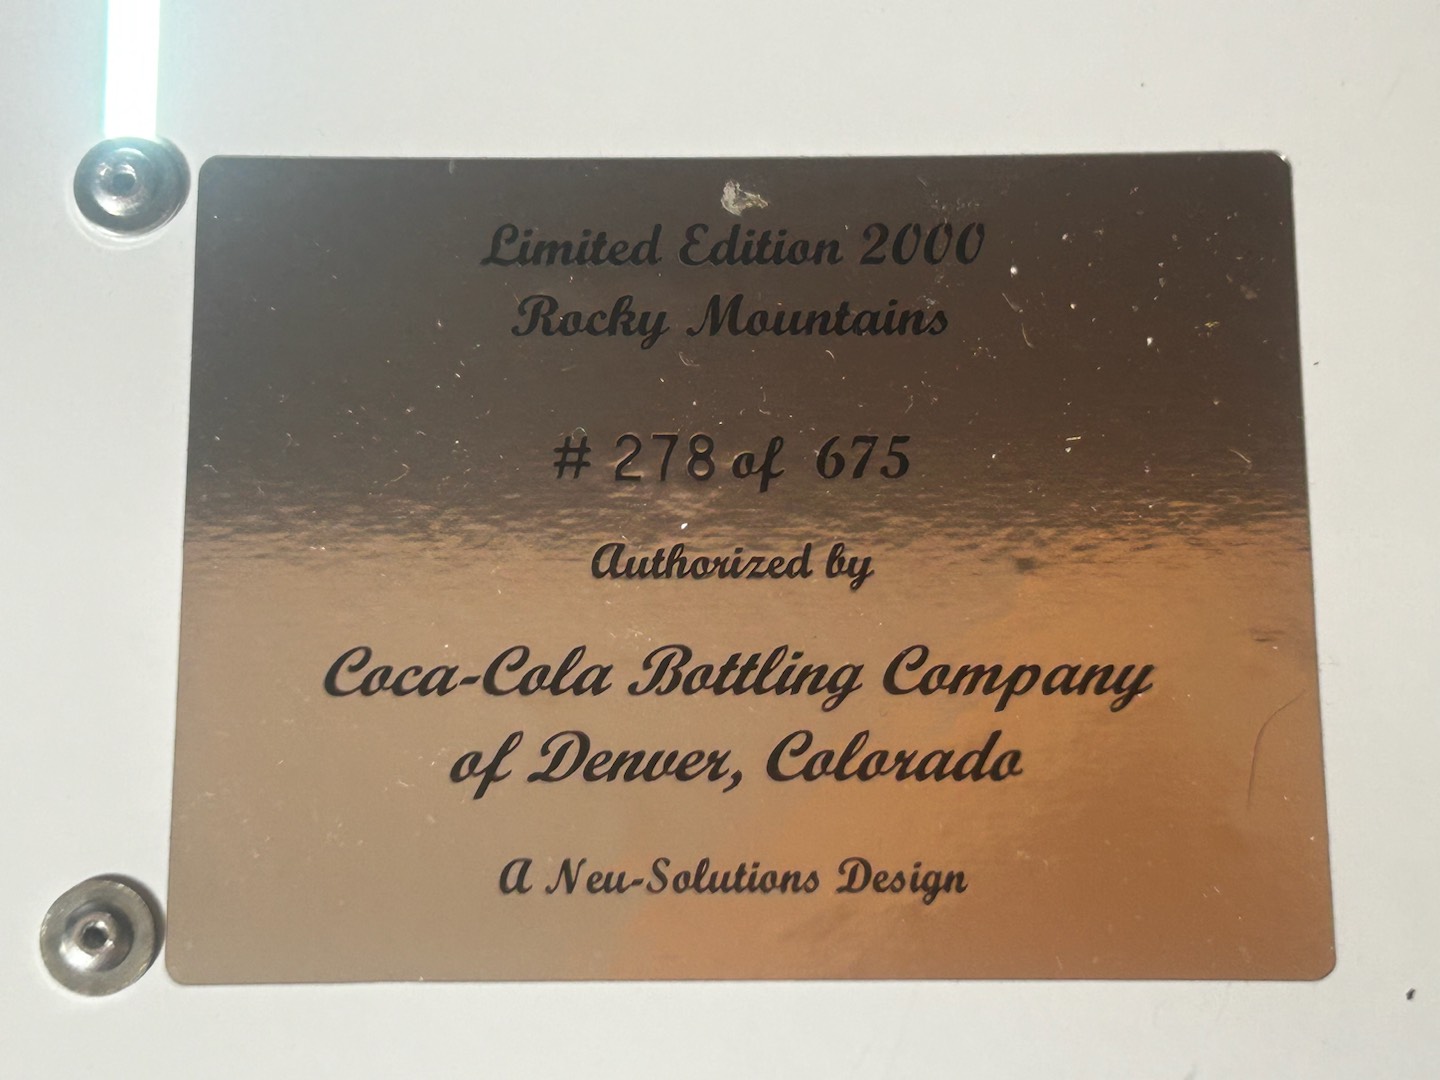 Limited Edition 2000
Rocky Mountains
# 278 of 675
Authorized by
Coca-Cola Bottling Company
of Denver, Colorado
A Neu-Solutions Design